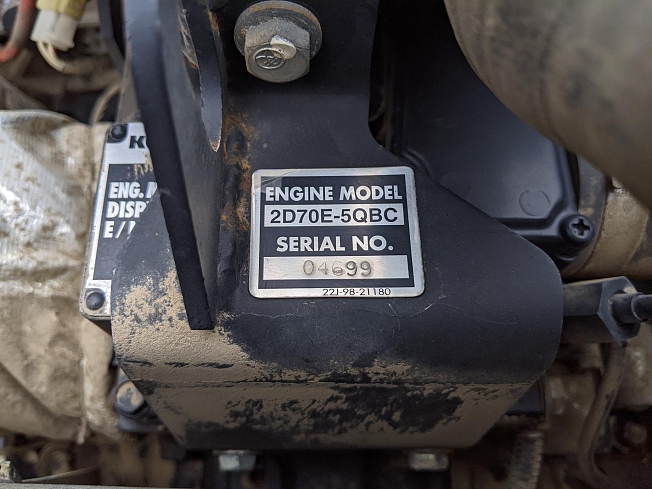 ENG.
DISP
E/
ENGINE MODEL
2D70E-5QBC
SERIAL NO.
04699
22J-98-21180